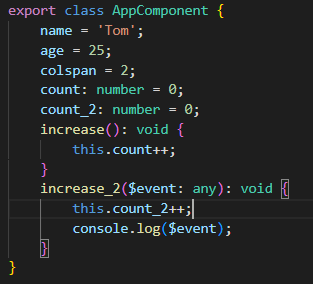 export class AppComponent {
    name = 'Tom';
    age = 25;
    colspan = 2;
    count: number = 0;
    count_2: number = 0;
    increase(): void {
        this.count++;
    }
    increase_2($event: any): void {
        this.count_2++;
        console.log($event);
    }
}